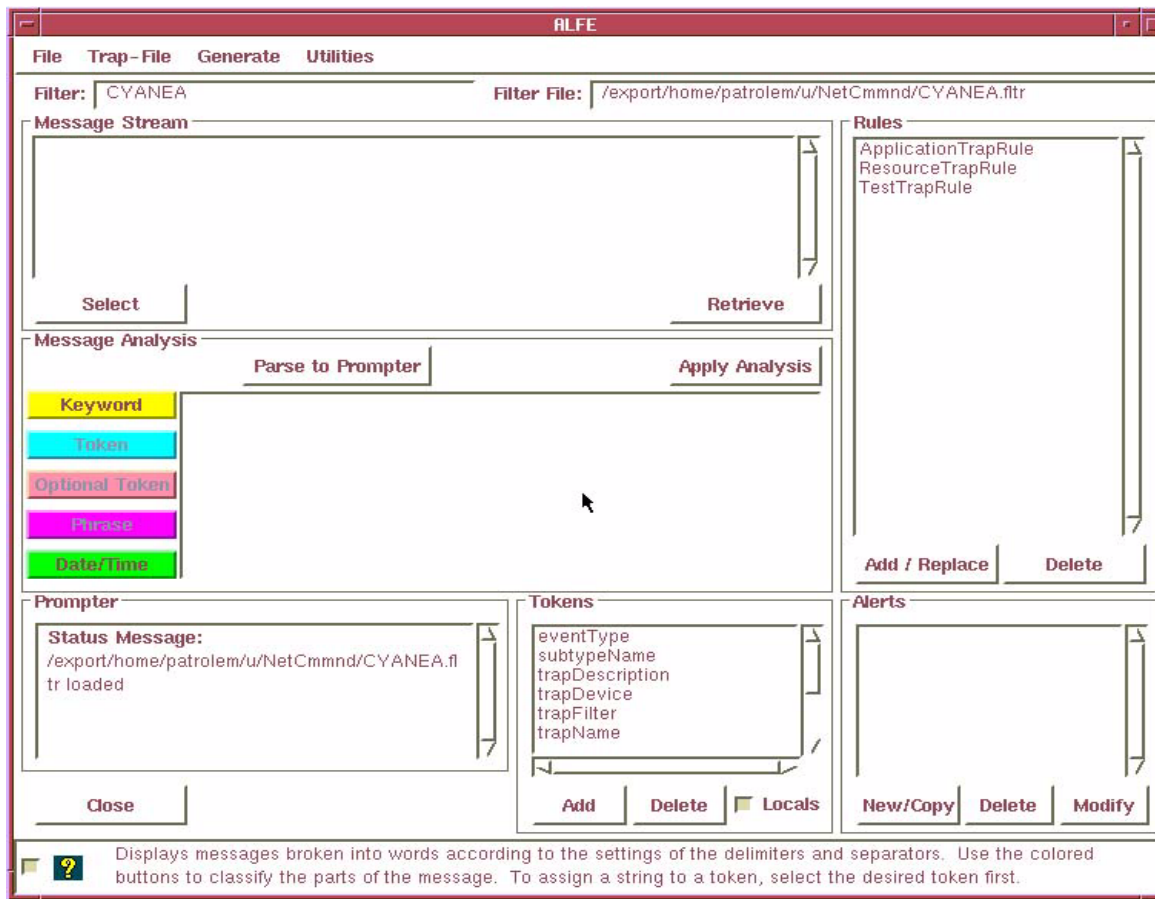 ALFE
File Trap-File Generate Utilities
Filter: CYANEA Filter File: /export/home/patrolem/u/NetCmmnd/CYANEA.fltr
Message Stream
Select Retrieve
Rules
ApplicationTrapRule
ResourceTrapRule
TestTrapRule
Add / Replace Delete
Message Analysis
Parse to Prompter Apply Analysis
Keyword
Token
Optional Token
Phrase
Date/Time
Prompter
Status Message:
/export/home/patrolem/u/NetCmmnd/CYANEA.fl
tr loaded
Close
Tokens
eventType
subtypeName
trapDescription
trapDevice
trapFilter
trapName
Add Delete Locals
Alerts
New/Copy Delete Modify
? Displays messages broken into words according to the settings of the delimiters and separators. Use the colored
buttons to classify the parts of the message. To assign a string to a token, select the desired token first.